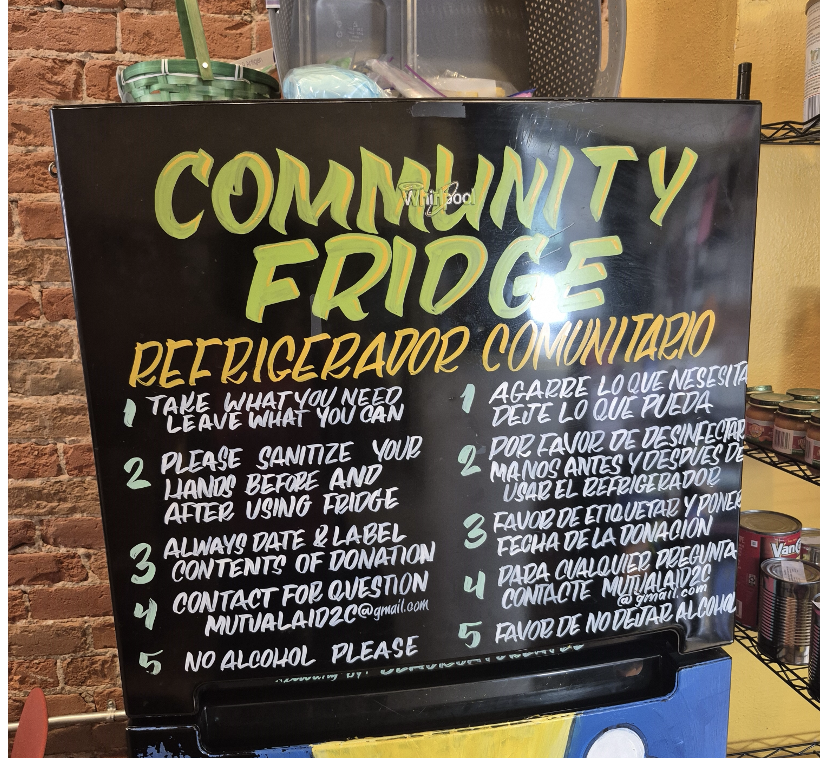 COMMUNITY
Whirlpool
FRIDGE
REFRIGERADOR COMUNITARIO
1 TAKE WHAT YOU NEED
LEAVE WHAT YOU CAN
2 PLEASE SANITIZE YOUR
HANDS BEFORE AND
AFTER USING FRIDGE
3 ALWAYS DATE & LABEL
CONTENTS OF DONATION
4 CONTACT FOR QUESTION
MUTUALAID2C@gmail.com
5 NO ALCOHOL PLEASE
1 AGARRE LO QUE NESESITA
DEJE LO QUE PUEDA
2 POR FAVOR DE DESINFECTAR
MANOS ANTES Y DESPUES DE
USAR EL REFRIGERADOR
3 FAVOR DE ETIQUETAR Y PONER
FECHA DE LA DONACIÓN
4 PARA CUALQUIER PREGUNTA
CONTACTE MUTUALAID2C
@gmail.com
5 FAVOR DE NO DEJAR ALCOHOL